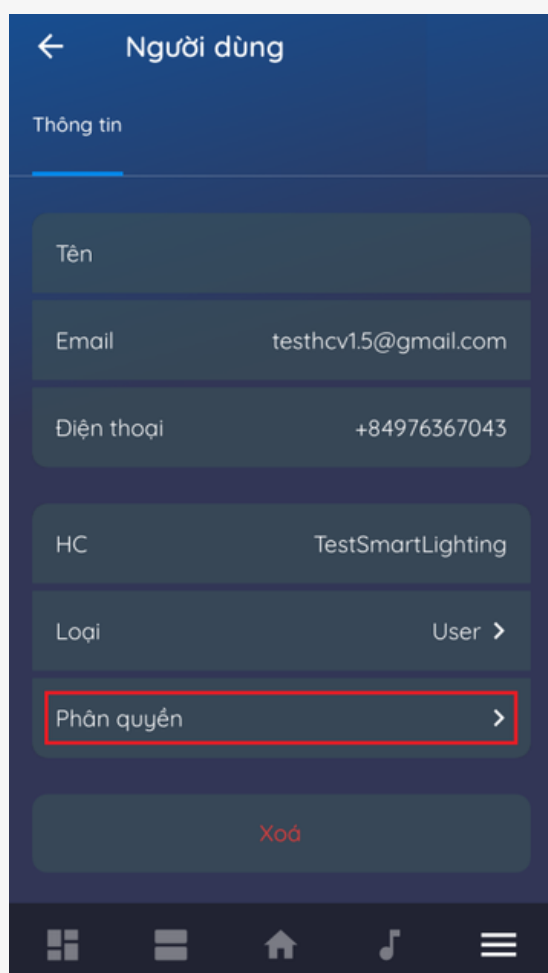 Người dùng
Thông tin
Tên
Email testhcv1.5@gmail.com
Điện thoại +84976367043
HC TestSmartLighting
Loại User
Phân quyền
Xoá